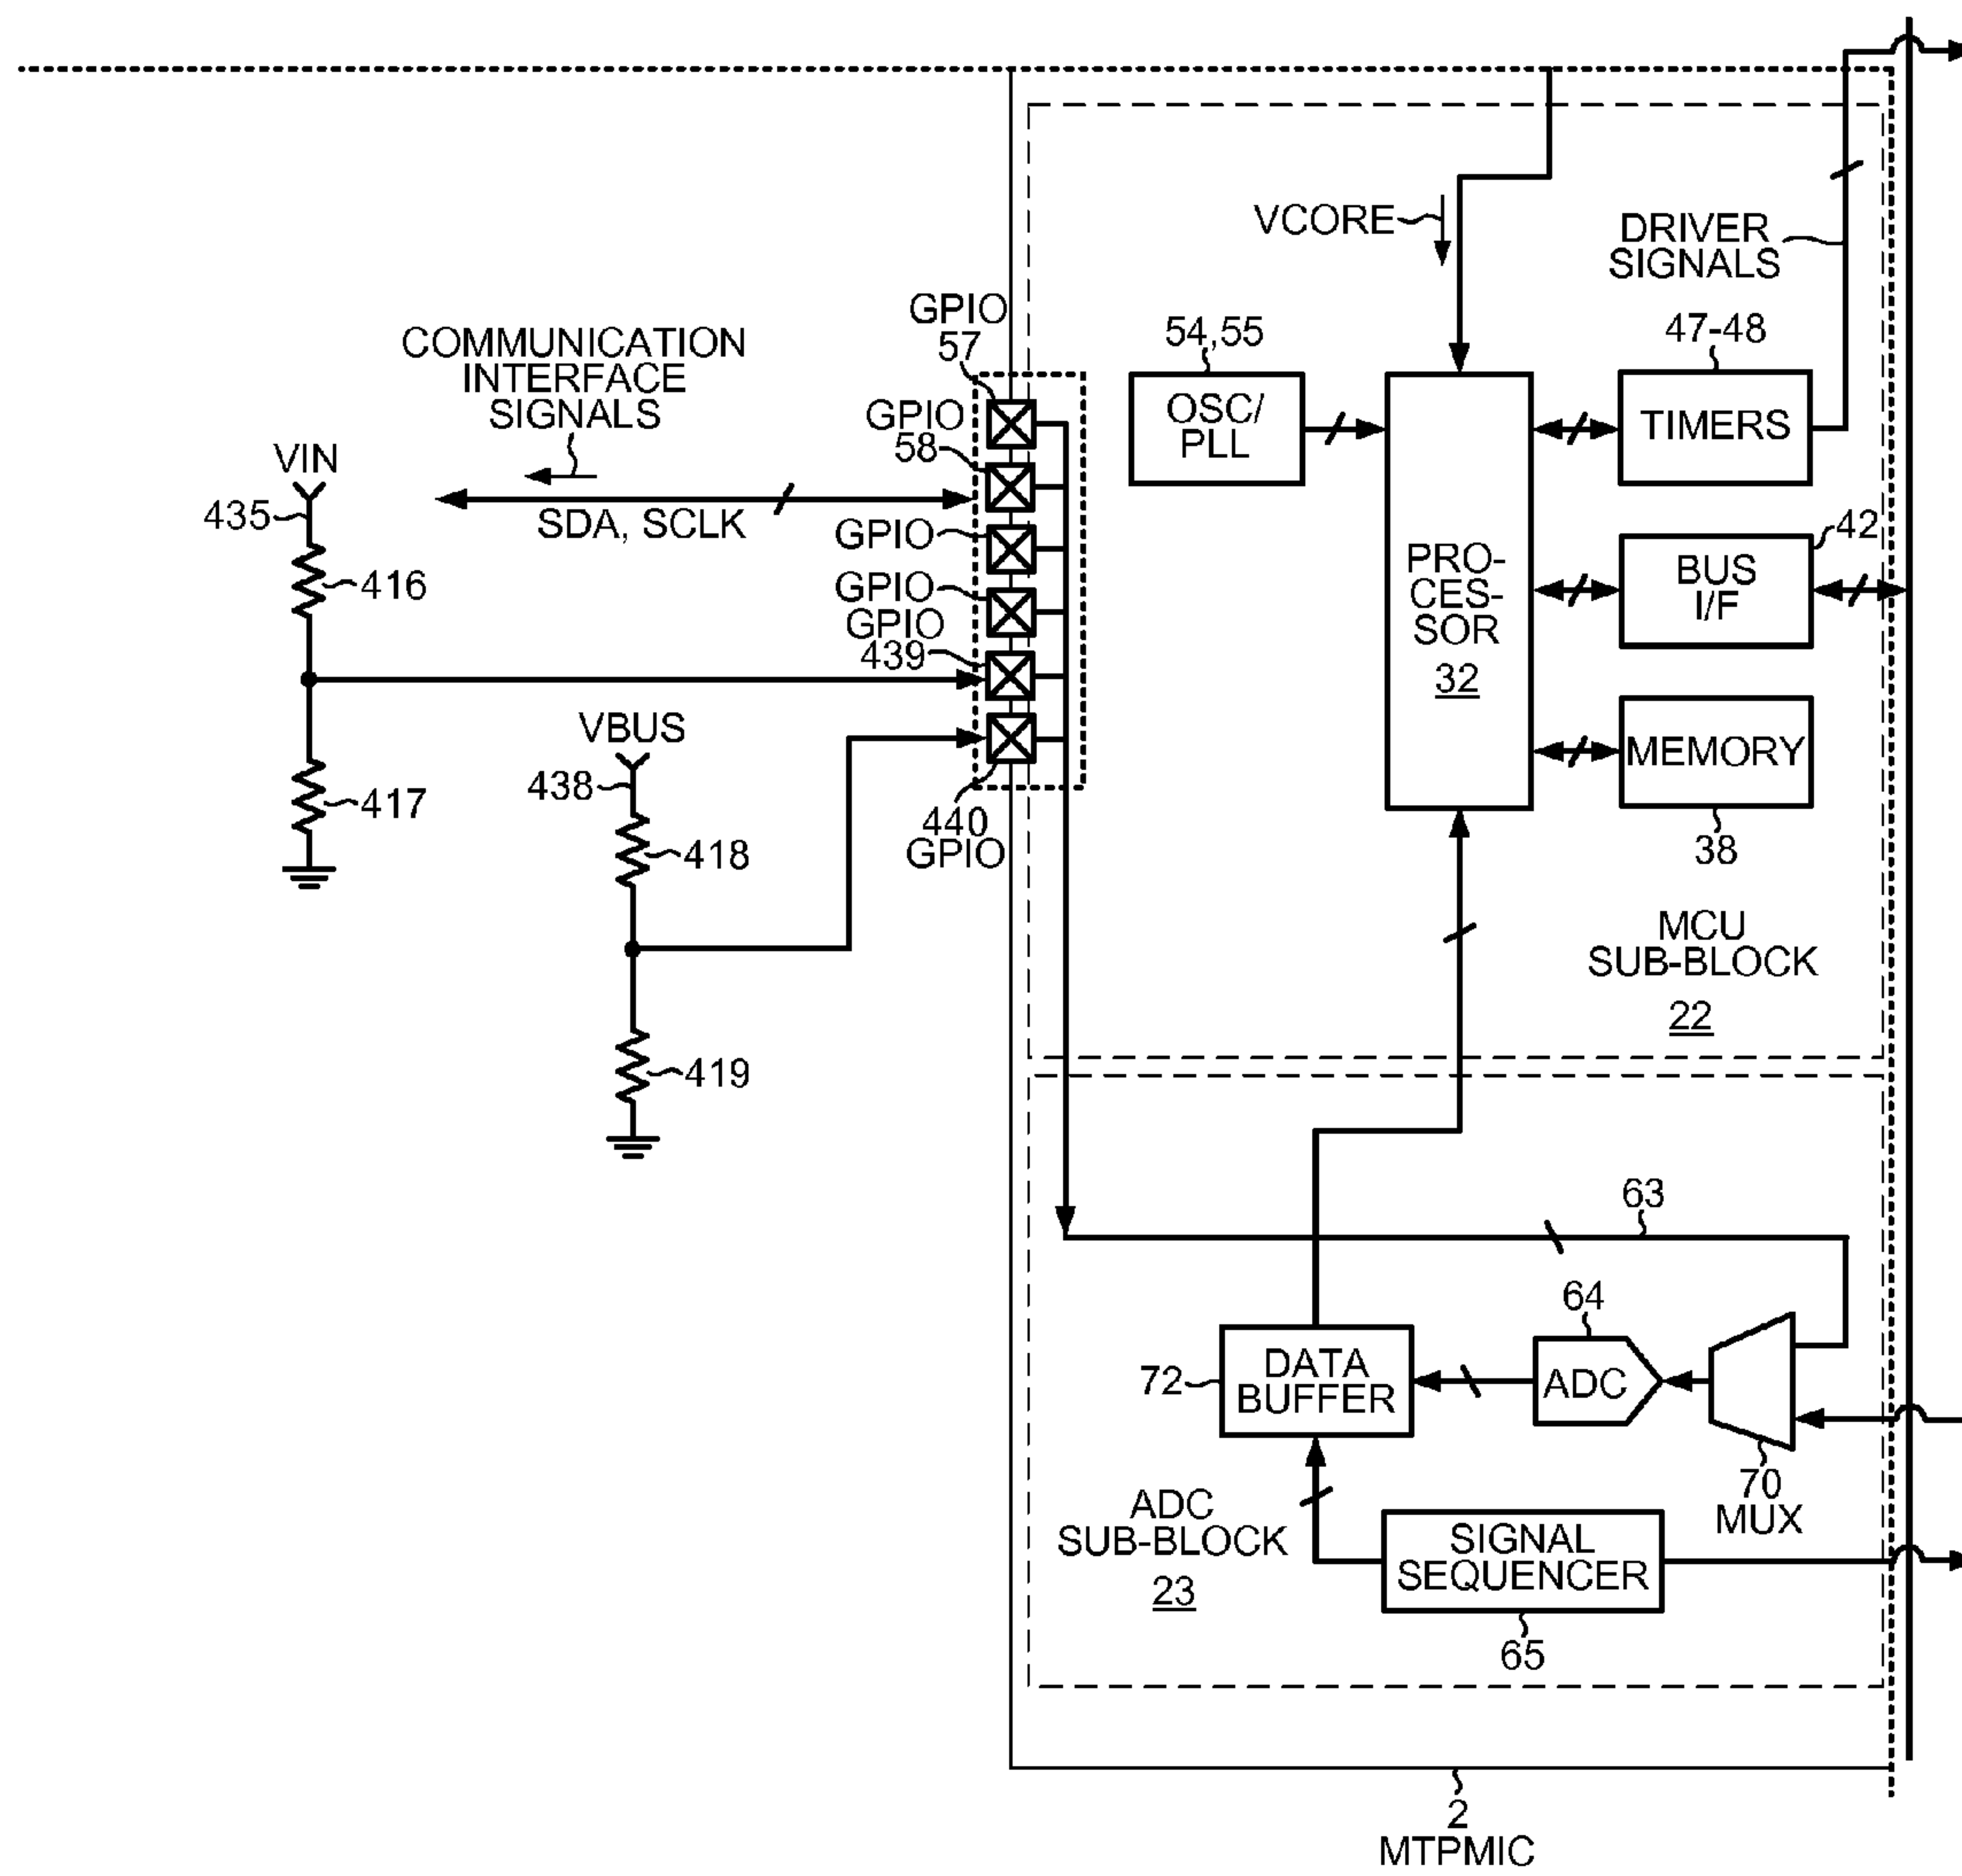 VCORE
DRIVER
SIGNALS
GPIO
57
54,55
47-48
COMMUNICATION
INTERFACE
SIGNALS
GPIO
58
OSC/
PLL
TIMERS
VIN
435
SDA, SCLK
GPIO
42
416
GPIO
PRO-
CES-
SOR
32
BUS
I/F
GPIO
439
VBUS
MEMORY
438
417
440
GPIO
38
418
MCU
SUB-BLOCK
22
419
63
64
72
DATA
BUFFER
ADC
70
MUX
ADC
SUB-BLOCK
23
SIGNAL
SEQUENCER
65
2
MTPMIC